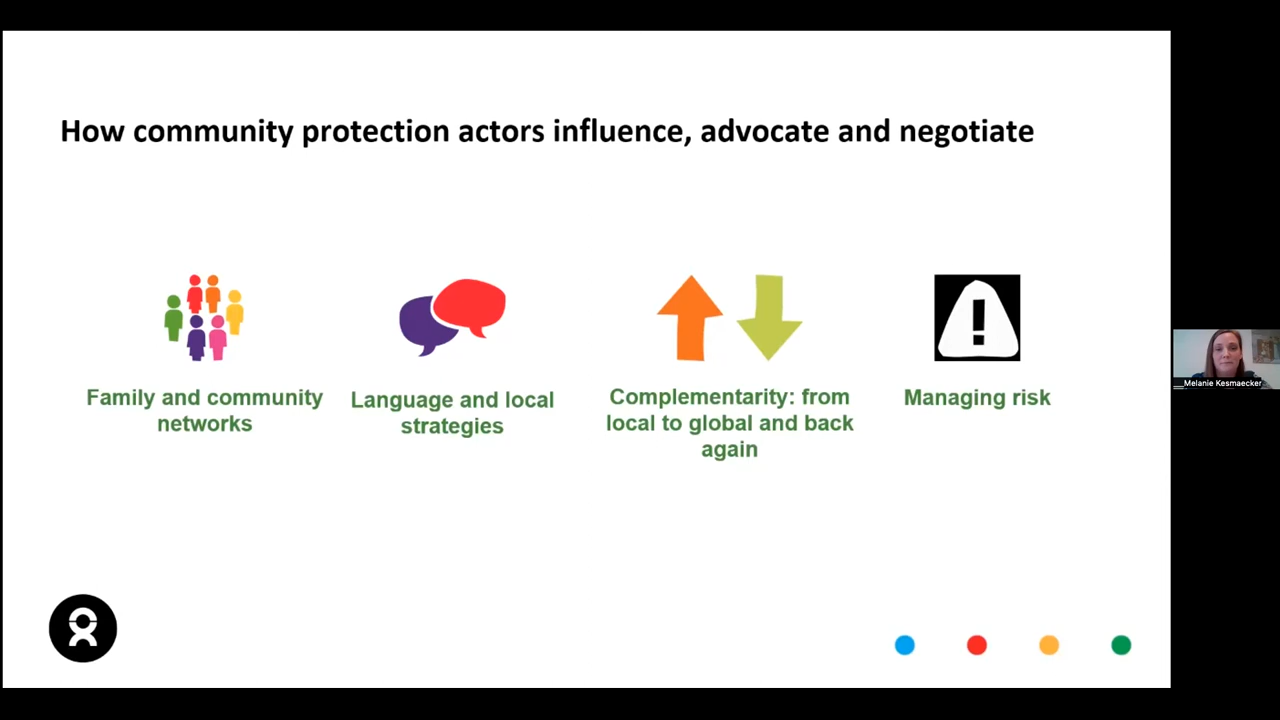 How community protection actors influence, advocate and negotiate
Family and community
networks
Language and local
strategies
Complementarity: from
local to global and back
again
Managing risk
Melanie Kesmaecker